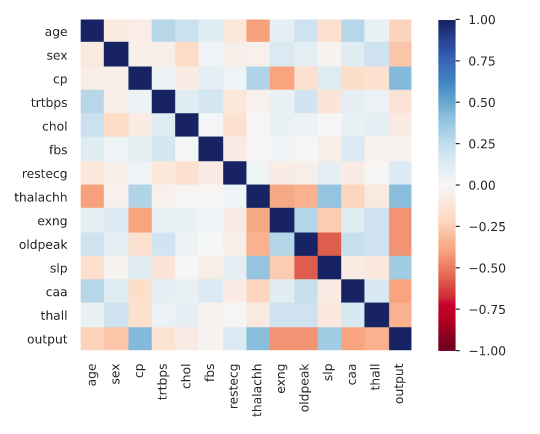 age
sex
cp
trtbps
chol
fbs
restecg
thalachh
exng
oldpeak
slp
caa
thall
output
age
sex
cp
trtbps
chol
fbs
restecg
thalachh
exng
oldpeak
slp
caa
thall
output
1.00
0.75
0.50
0.25
0.00
−0.25
−0.50
−0.75
−1.00